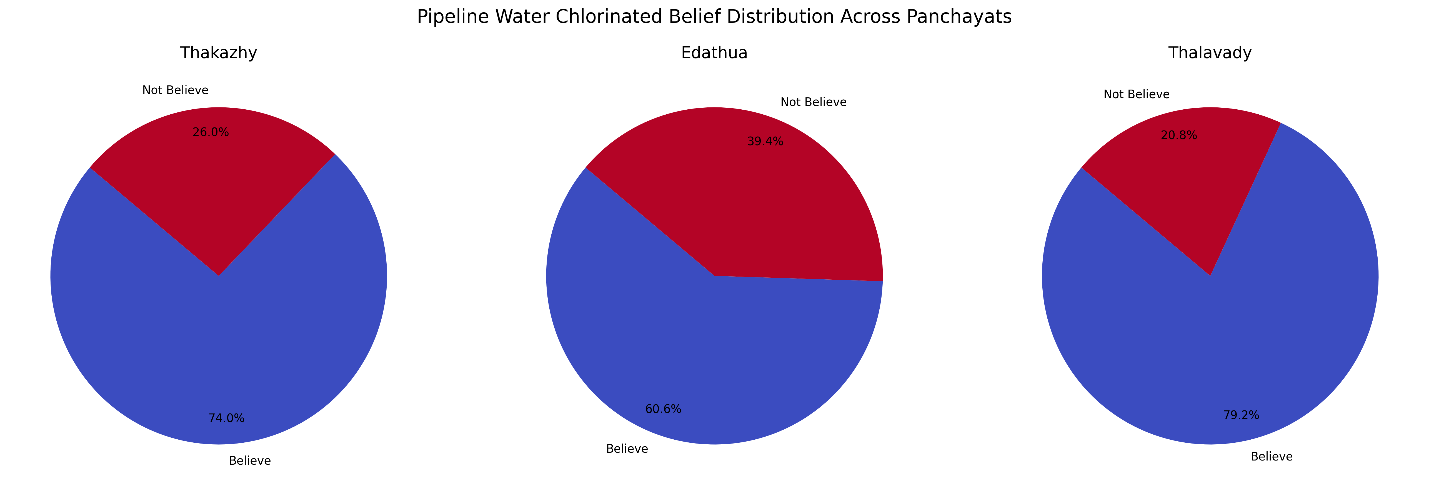 Pipeline Water Chlorinated Belief Distribution Across Panchayats
Thakazhy
Not Believe
26.0%
74.0%
Believe
Edathua
Not Believe
39.4%
60.6%
Believe
Thalavady
Not Believe
20.8%
79.2%
Believe